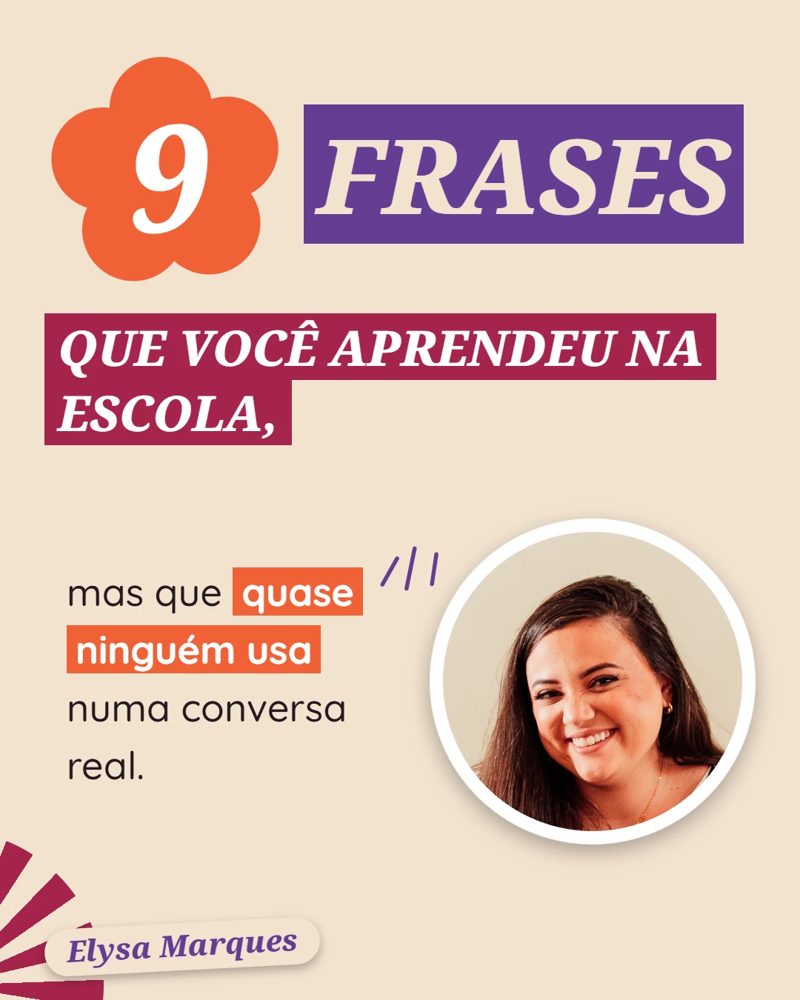 9
FRASES
QUE VOCÊ APRENDEU NA
ESCOLA,
mas que quase
ninguém usa
numa conversa
real.
Elysa Marques